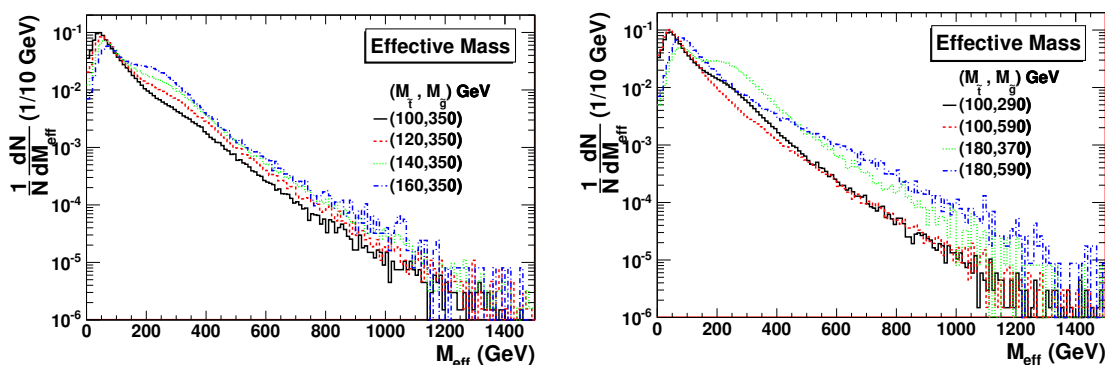 Effective Mass
(M_t̃ , M_g̃) GeV
(100,350)
(120,350)
(140,350)
(160,350)
1/N dN/dM_eff (1/10 GeV)
10^-1
10^-2
10^-3
10^-4
10^-5
10^-6
0 200 400 600 800 1000 1200 1400
M_eff (GeV)
Effective Mass
(M_t̃ , M_g̃) GeV
(100,290)
(100,590)
(180,370)
(180,590)
1/N dN/dM_eff (1/10 GeV)
10^-1
10^-2
10^-3
10^-4
10^-5
10^-6
0 200 400 600 800 1000 1200 1400
M_eff (GeV)